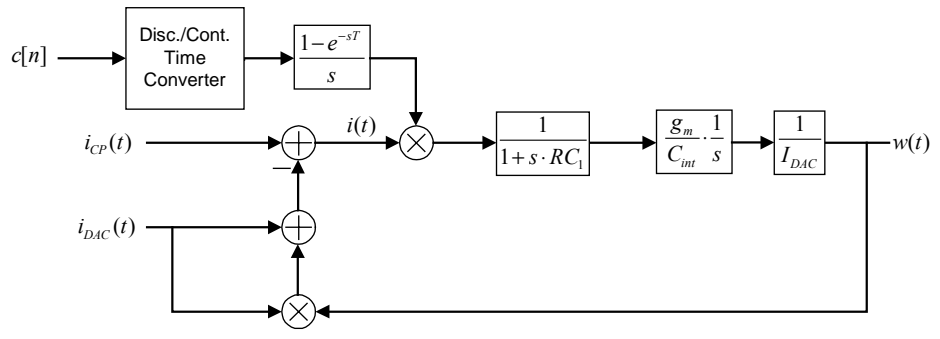 c[n]
Disc./Cont.
Time
Converter
1−e^{−sT}
s
i_{CP}(t)
+
i(t)
×
1
1+s·RC_1
g_m
C_{int}
·
1
s
1
I_{DAC}
w(t)
−
i_{DAC}(t)
+
×